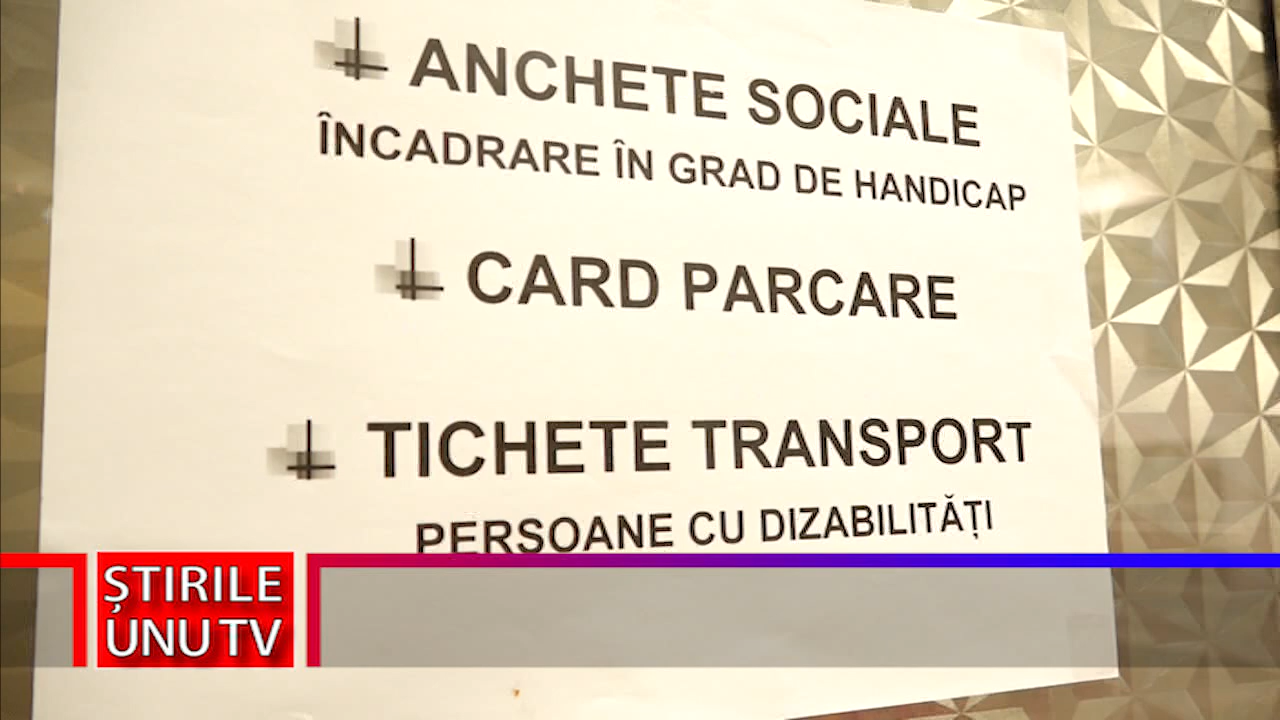 ANCHETE SOCIALE
ÎNCADRARE ÎN GRAD DE HANDICAP
CARD PARCARE
TICHETE TRANSPORT
PERSOANE CU DIZABILITĂȚI
ȘTIRILE
UNU TV